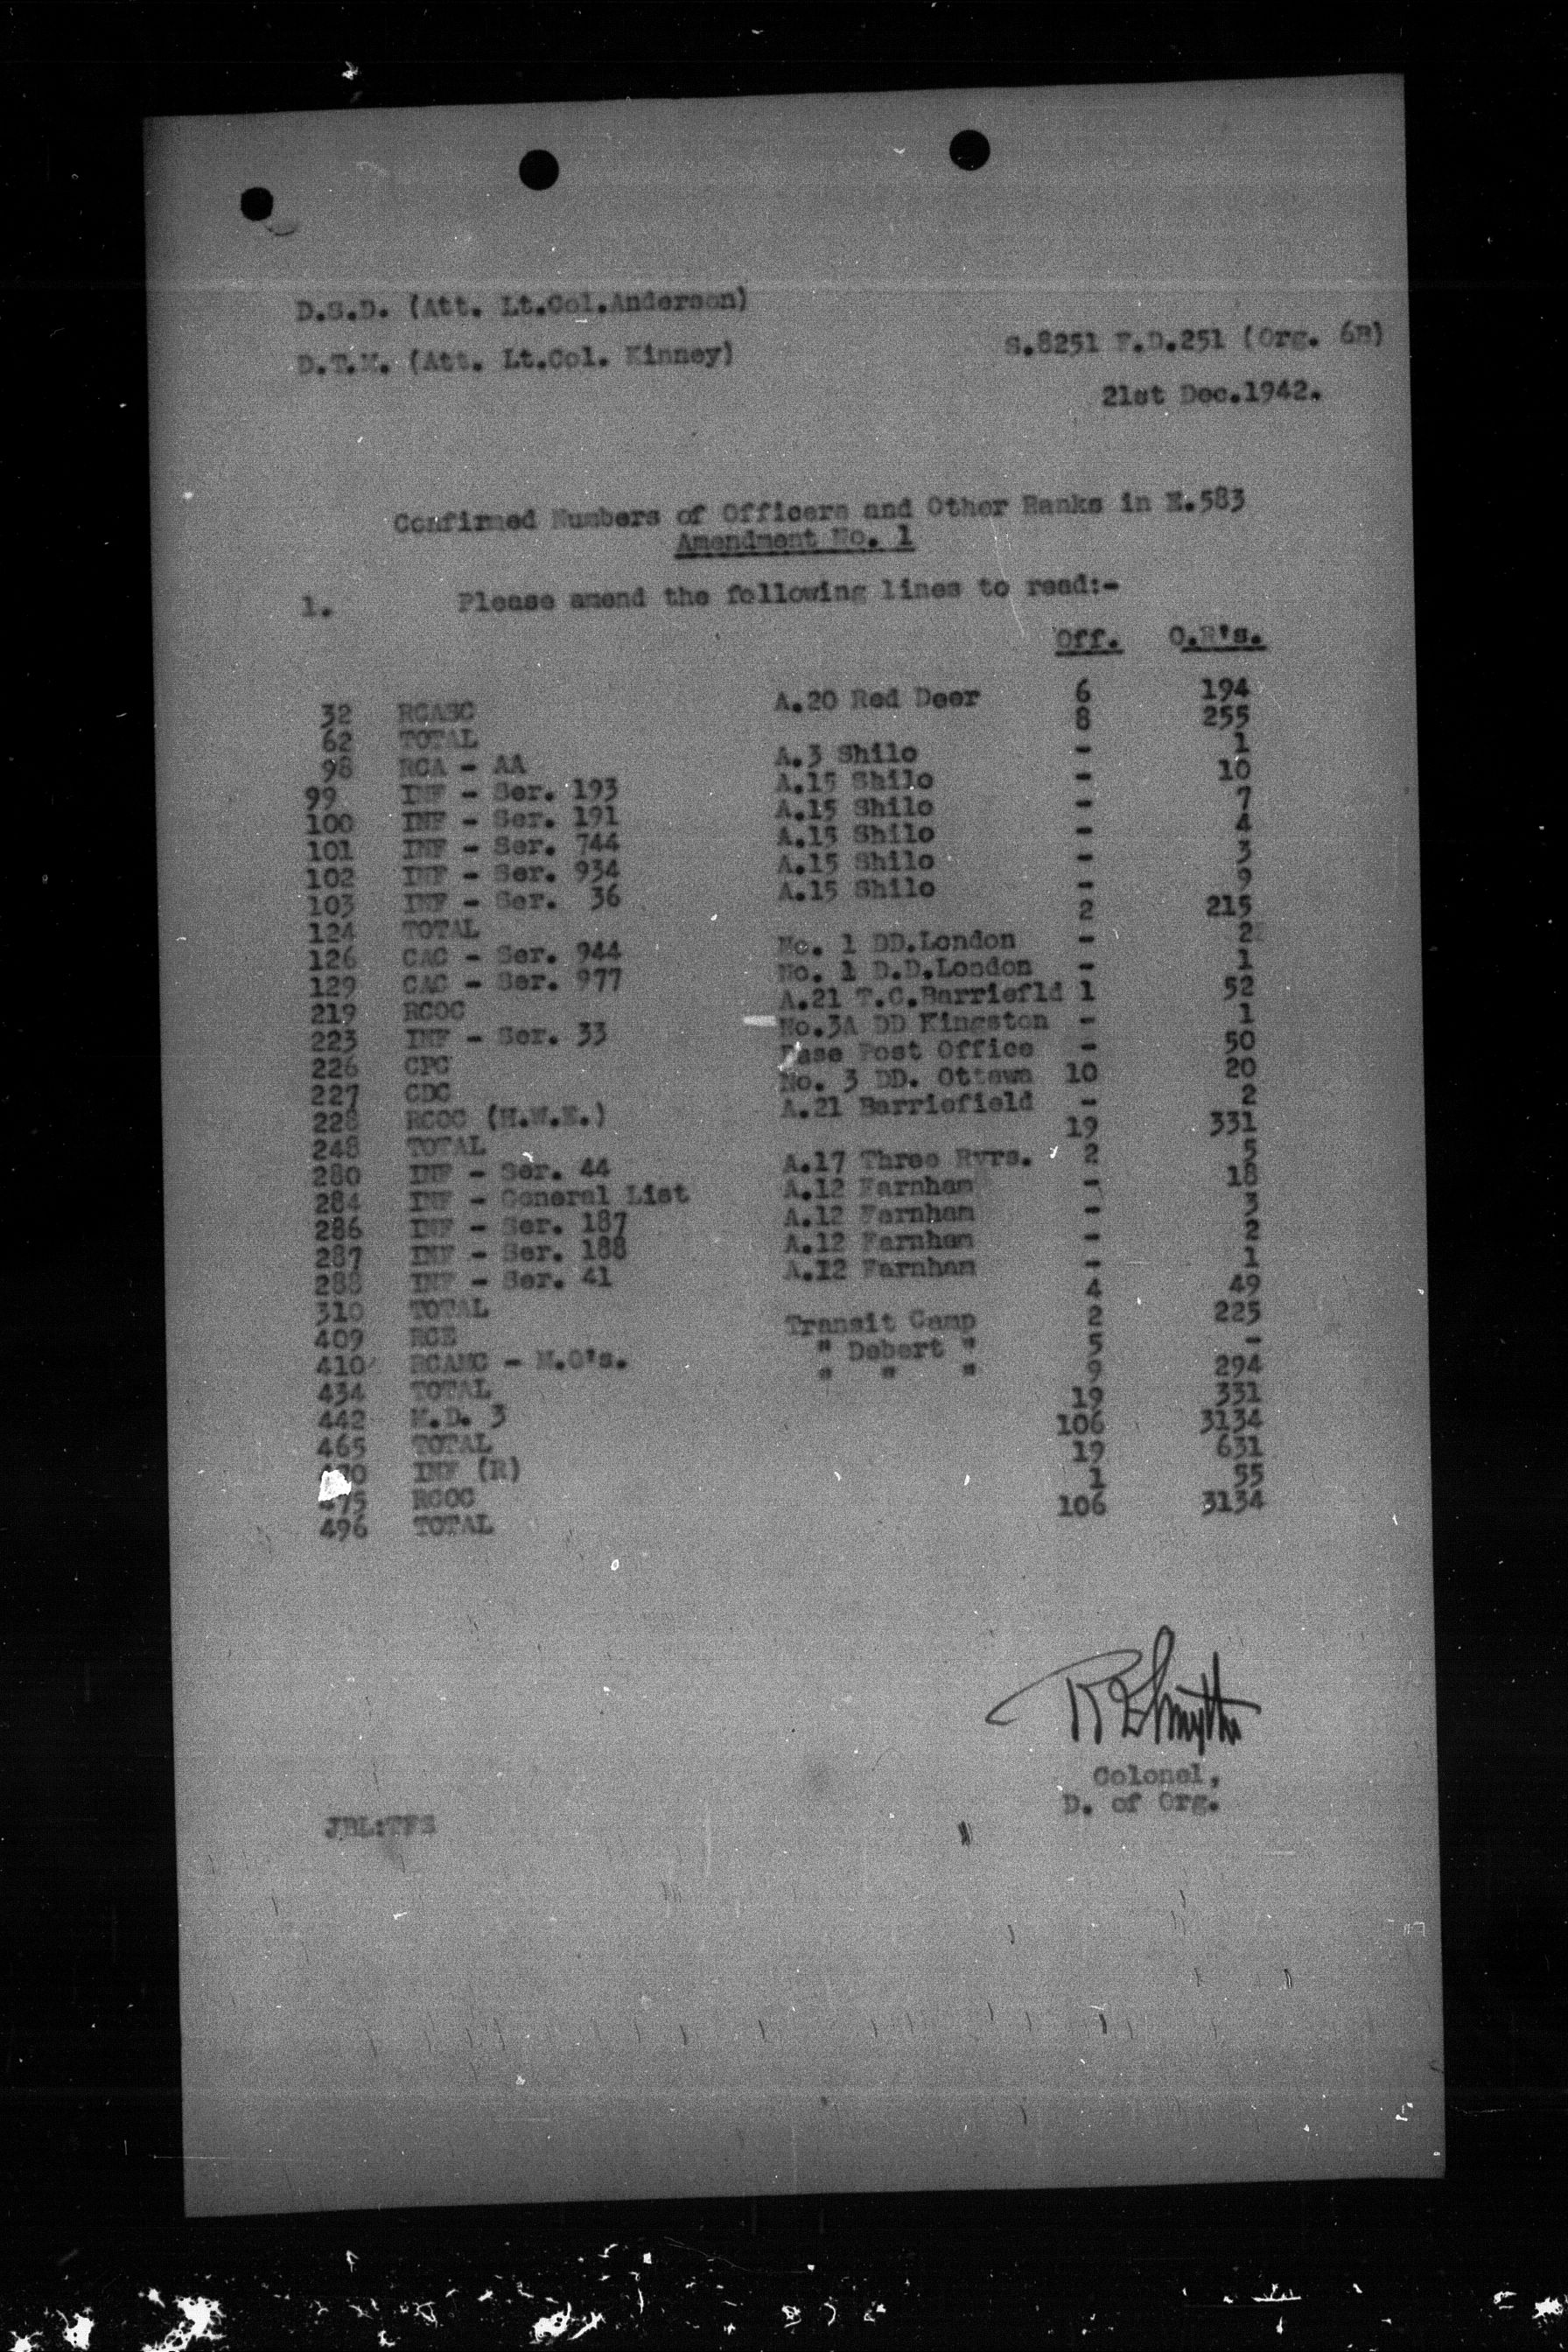 D.S.D. (Att. Lt.Col.Anderson)
D.T.M. (Att. Lt.Col. Kinney)
S.8251 F.D.251 (Org. 6B)
21st Dec.1942.
Confirmed Numbers of Officers and Other Ranks in E.583
Amendment No. 1
1. Please amend the following lines to read:-
Off. O.R's.
32 RCASC A.20 Red Deer 6 194
62 TOTAL 8 255
98 RCA - AA A.3 Shilo - 1
99 INF - Ser. 193 A.15 Shilo - 10
100 INF - Ser. 191 A.15 Shilo - 7
101 INF - Ser. 744 A.15 Shilo - 4
102 INF - Ser. 934 A.15 Shilo - 3
103 INF - Ser. 36 A.15 Shilo - 9
124 TOTAL 2 215
126 CAC - Ser. 944 No. 1 DD.London - 2
129 CAC - Ser. 977 No. 1 D.D.London - 1
219 RCOC A.21 T.C.Barriefld 1 52
223 INF - Ser. 33 No.3A DD Kingston - 1
226 CPC Base Post Office - 50
227 CDC No. 3 DD. Ottawa 10 20
228 RCOC (H.W.E.) A.21 Barriefield - 2
248 TOTAL 19 331
280 INF - Ser. 44 A.17 Three Rvrs. 2 5
284 INF - General List A.12 Farnham - 18
286 INF - Ser. 187 A.12 Farnham - 3
287 INF - Ser. 188 A.12 Farnham - 2
288 INF - Ser. 41 A.12 Farnham - 1
310 TOTAL 4 49
409 RCE Transit Camp 2 225
410 RCAMC - M.O's. " Debert " 5 -
434 TOTAL " " " 9 294
442 M.D. 3 19 331
465 TOTAL 106 3134
470 INF (R) 19 631
475 RCOC 1 55
496 TOTAL 106 3134
Colonel,
D. of Org.
JBL:TFS